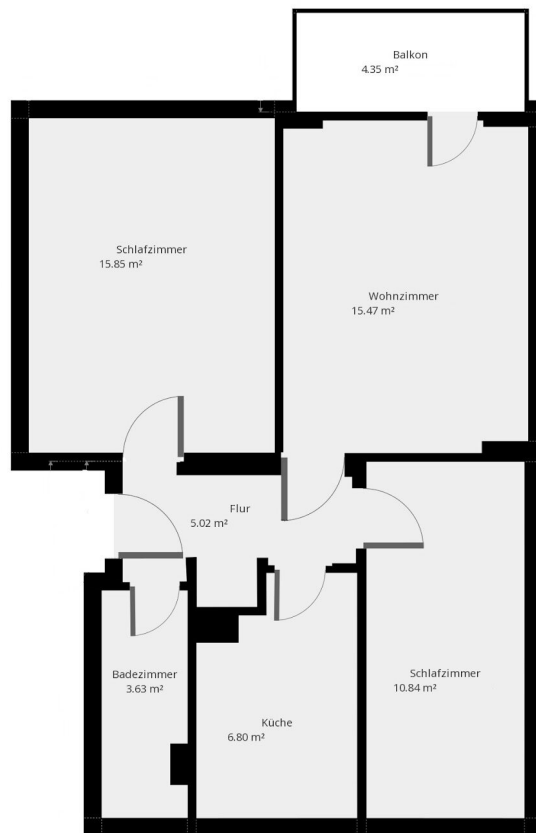 Balkon
4.35 m²
Schlafzimmer
15.85 m²
Wohnzimmer
15.47 m²
Flur
5.02 m²
Badezimmer
3.63 m²
Küche
6.80 m²
Schlafzimmer
10.84 m²